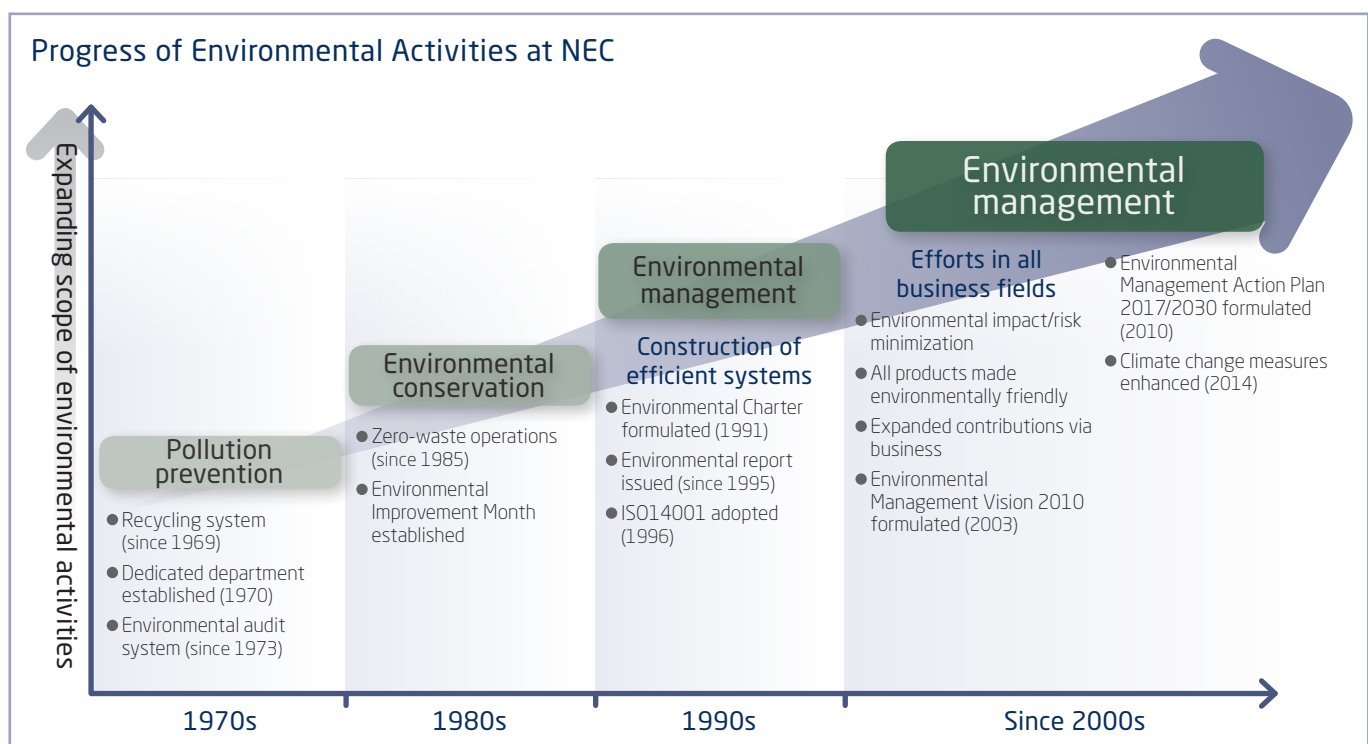 Progress of Environmental Activities at NEC
Expanding scope of environmental activities
Pollution
prevention
● Recycling system
(since 1969)
● Dedicated department
established (1970)
● Environmental audit
system (since 1973)
1970s
Environmental
conservation
● Zero-waste operations
(since 1985)
● Environmental
Improvement Month
established
1980s
Environmental
management
Construction of
efficient systems
● Environmental Charter
formulated (1991)
● Environmental report
issued (since 1995)
● ISO14001 adopted
(1996)
1990s
Environmental
management
Efforts in all
business fields
● Environmental impact/risk
minimization
● All products made
environmentally friendly
● Expanded contributions via
business
● Environmental
Management Vision 2010
formulated (2003)
● Environmental
Management Action Plan
2017/2030 formulated
(2010)
● Climate change measures
enhanced (2014)
Since 2000s